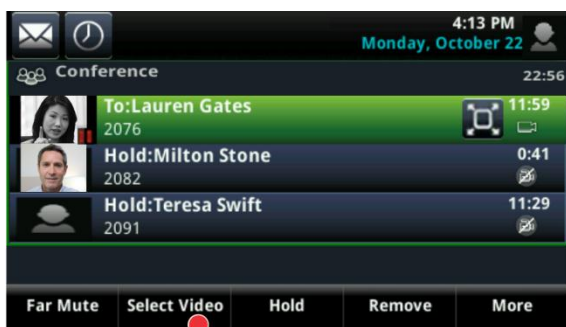 4:13 PM
Monday, October 22
Conference
22:56
To:Lauren Gates
11:59
2076
Hold:Milton Stone
0:41
2082
Hold:Teresa Swift
11:29
2091
Far Mute
Select Video
Hold
Remove
More